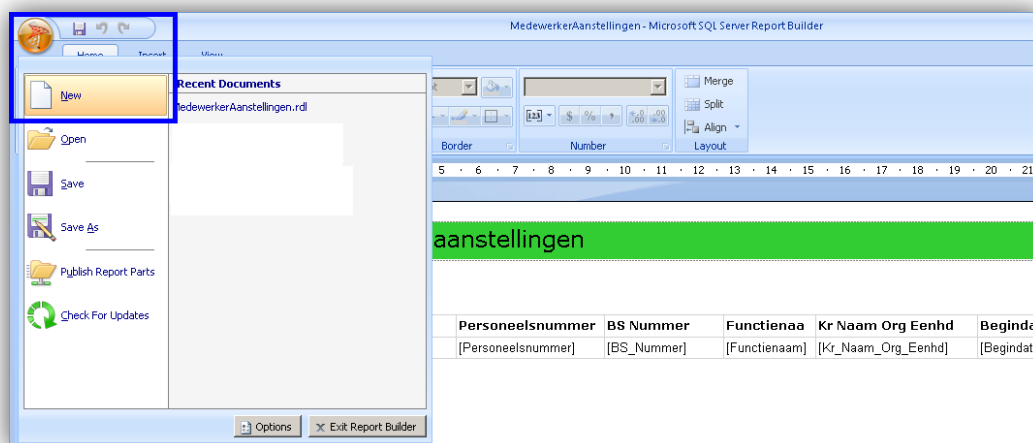 MedewerkerAanstellingen - Microsoft SQL Server Report Builder
Home Insert View
New
Open
Save
Save As
Publish Report Parts
Check For Updates
Recent Documents
MedewerkerAanstellingen.rdl
Options
Exit Report Builder
Border
123 $ % ,
Number
Merge
Split
Align
Layout
5 6 7 8 9 10 11 12 13 14 15 16 17 18 19 20 21
aanstellingen
Personeelsnummer BS Nummer Functienaa Kr Naam Org Eenhd Begindat
[Personeelsnummer] [BS_Nummer] [Functienaam] [Kr_Naam_Org_Eenhd] [Begindat